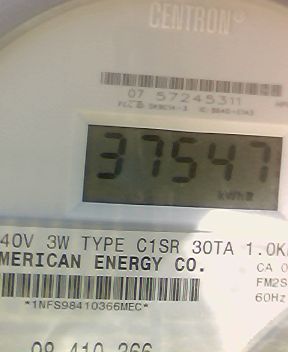 CENTRON®
07 57245311
37547
kWhR
40V 3W TYPE C1SR 30TA 1.0K
MERICAN ENERGY CO.
CA 0
FM2S
60Hz
*1NFS98410366MEC*
98 410 366